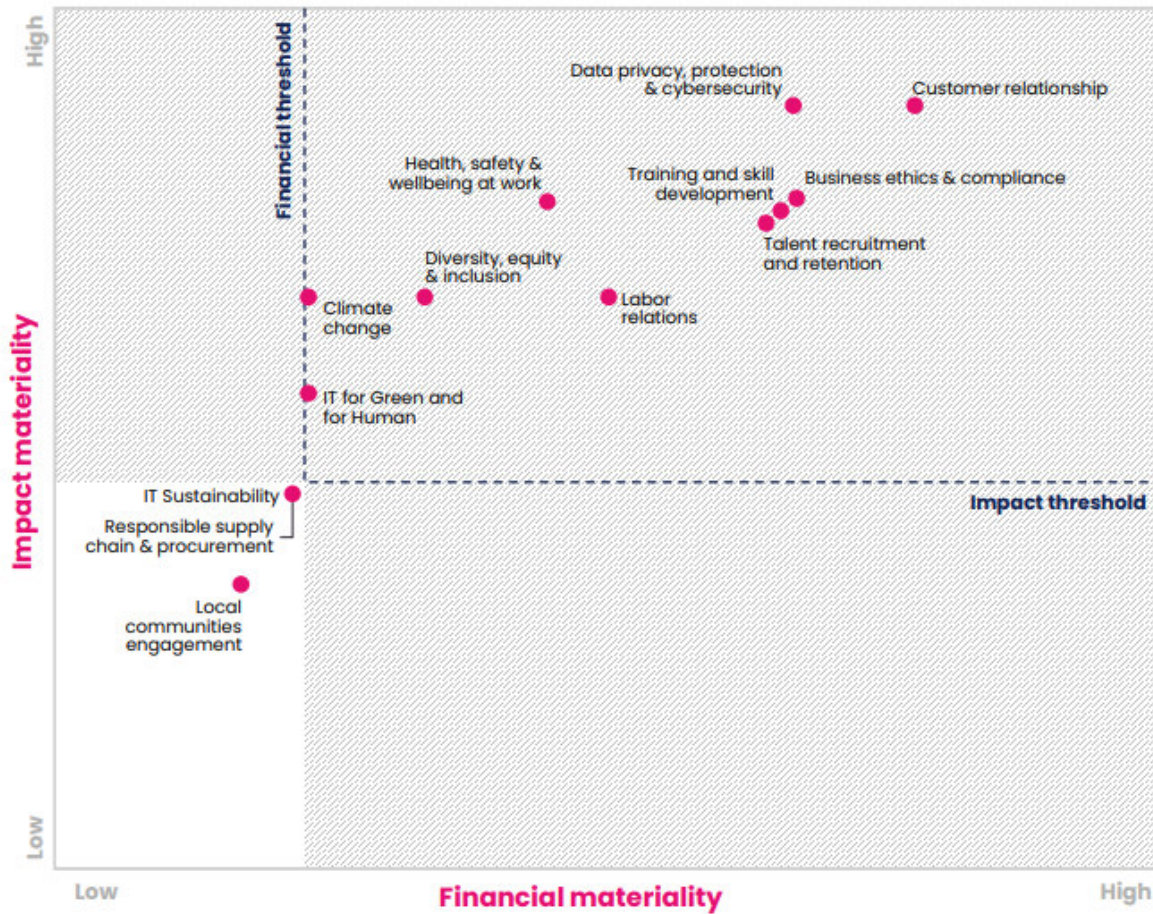 High
Financial threshold
Data privacy, protection
& cybersecurity
Customer relationship
Health, safety &
wellbeing at work
Training and skill
development
Business ethics & compliance
Talent recruitment
and retention
Diversity, equity
& inclusion
Climate
change
Labor
relations
IT for Green and
for Human
Impact materiality
IT Sustainability
Impact threshold
Responsible supply
chain & procurement
Local
communities
engagement
Low
Low
Financial materiality
High